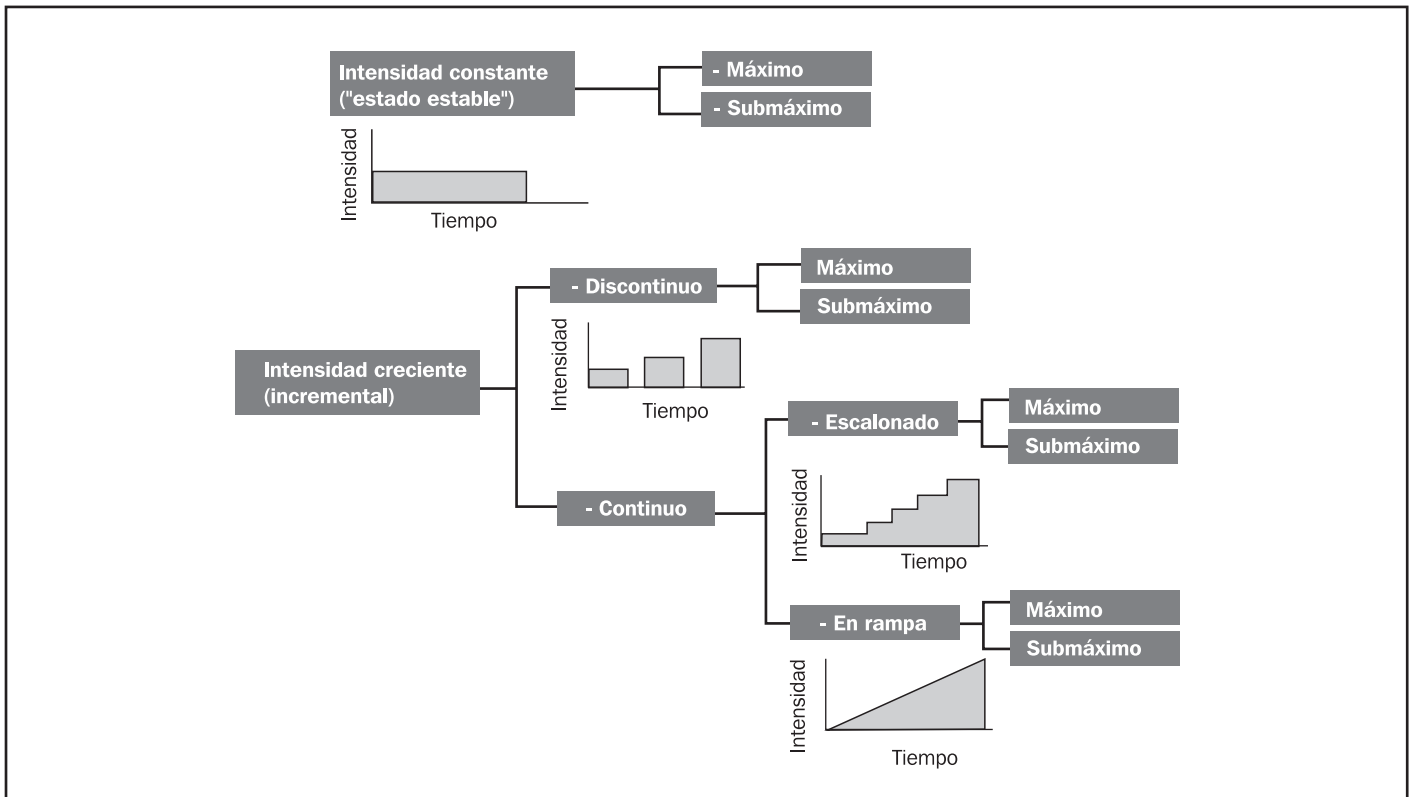 Intensidad constante
("estado estable")
- Máximo
- Submáximo
Intensidad
Tiempo
Intensidad creciente
(incremental)
- Discontinuo
Máximo
Submáximo
Intensidad
Tiempo
- Continuo
- Escalonado
Máximo
Submáximo
Intensidad
Tiempo
- En rampa
Máximo
Submáximo
Intensidad
Tiempo